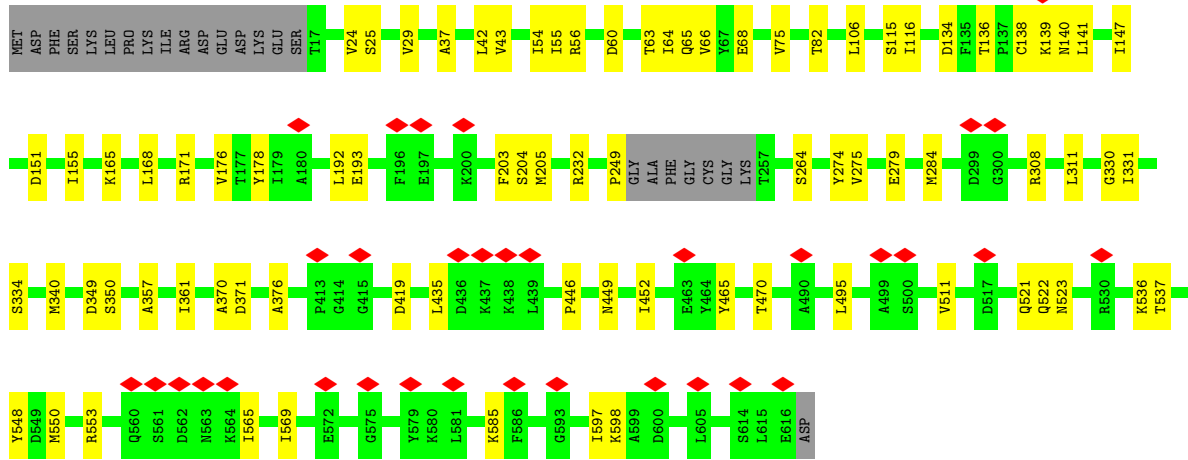 MET ASP PHE SER LYS LEU PRO LYS ILE ARG ASP GLU ASP LYS GLU SER T17 V24 S25 V29 A37 L42 V43 I54 I55 R56 D60 T63 I64 Q65 V66 Y67 E68 V75 T82 L106 S115 I116 D134 F135 T136 P137 C138 K139 N140 L141 I147
D151 I155 K165 L168 R171 V176 T177 Y178 I179 A180 L192 E193 F196 E197 K200 F203 S204 M205 R232 P249 GLY ALA PHE GLY CYS GLY LYS T257 S264 Y274 V275 E279 M284 D299 G300 R308 L311 G330 I331
S334 M340 D349 S350 A357 I361 A370 D371 A376 P413 G414 G415 D419 L435 D436 K437 K438 L439 P446 N449 I452 E463 Y464 Y465 T470 A490 L495 A499 S500 V511 D517 Q521 Q522 N523 R530 K536 T537
Y548 D549 M550 R553 Q560 S561 D562 N563 K564 I565 I569 E572 G575 Y579 K580 L581 K585 F586 G593 I597 K598 A599 D600 L605 S614 L615 E616 ASP